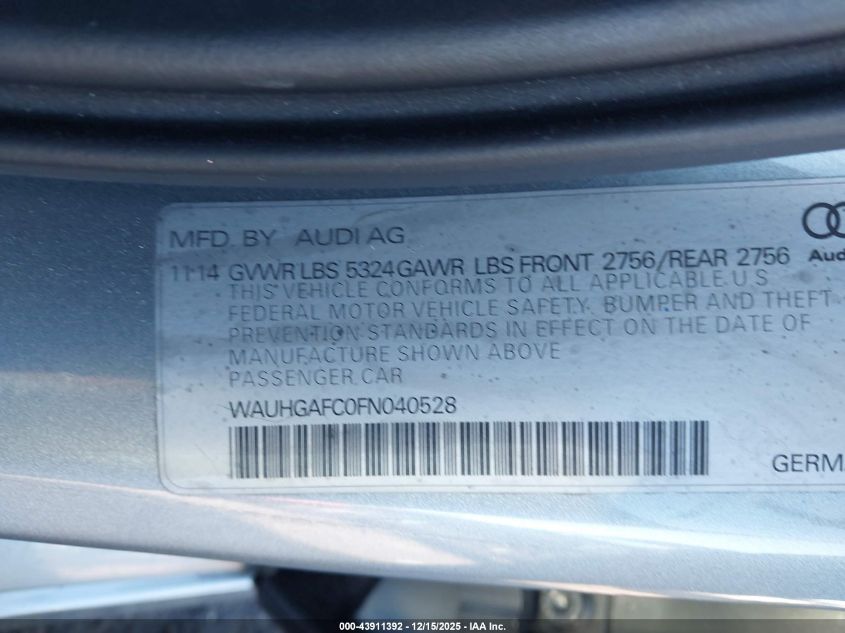 MFD. BY AUDI AG
11 14 GVWR LBS 5324 GAWR LBS FRONT 2756/REAR 2756
THIS VEHICLE CONFORMS TO ALL APPLICABLE U S
FEDERAL MOTOR VEHICLE SAFETY, BUMPER AND THEFT
PREVENTION STANDARDS IN EFFECT ON THE DATE OF
MANUFACTURE SHOWN ABOVE
PASSENGER CAR
WAUHGAFC0FN040528
GERM
Aud
000-43911392 12/15/2025 IAA Inc.